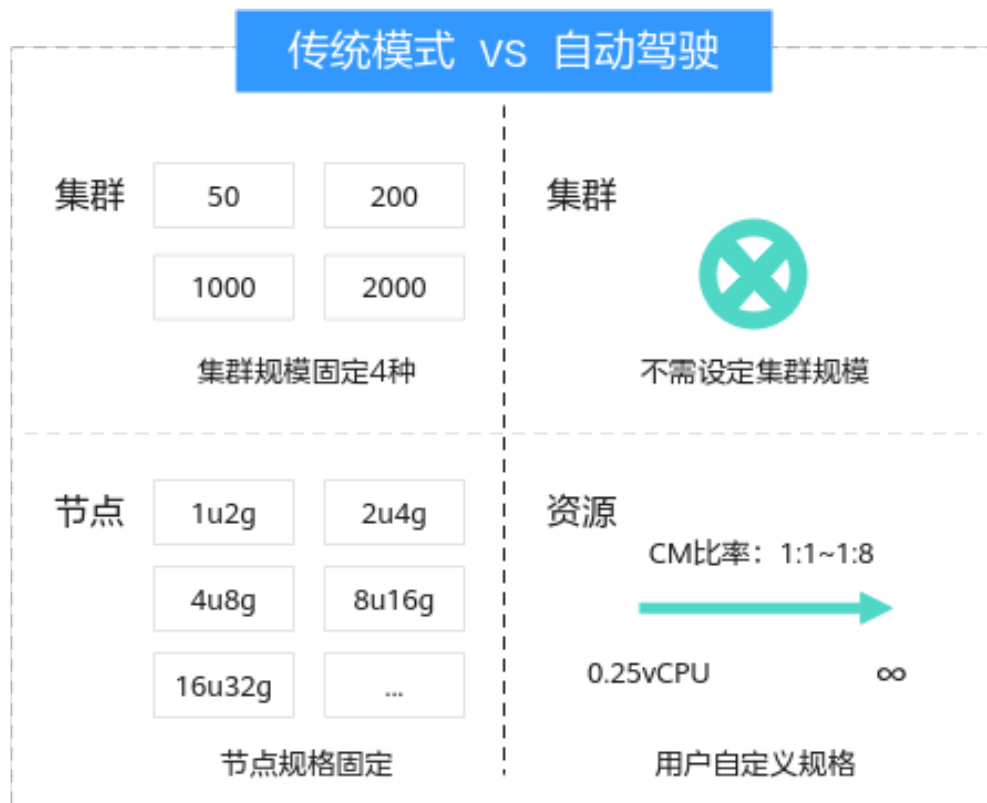 传统模式 vs 自动驾驶
集群
50
200
1000
2000
集群规模固定4种
集群
不需设定集群规模
节点
1u2g
2u4g
4u8g
8u16g
16u32g
...
节点规格固定
资源
CM比率：1:1~1:8
0.25vCPU
∞
用户自定义规格